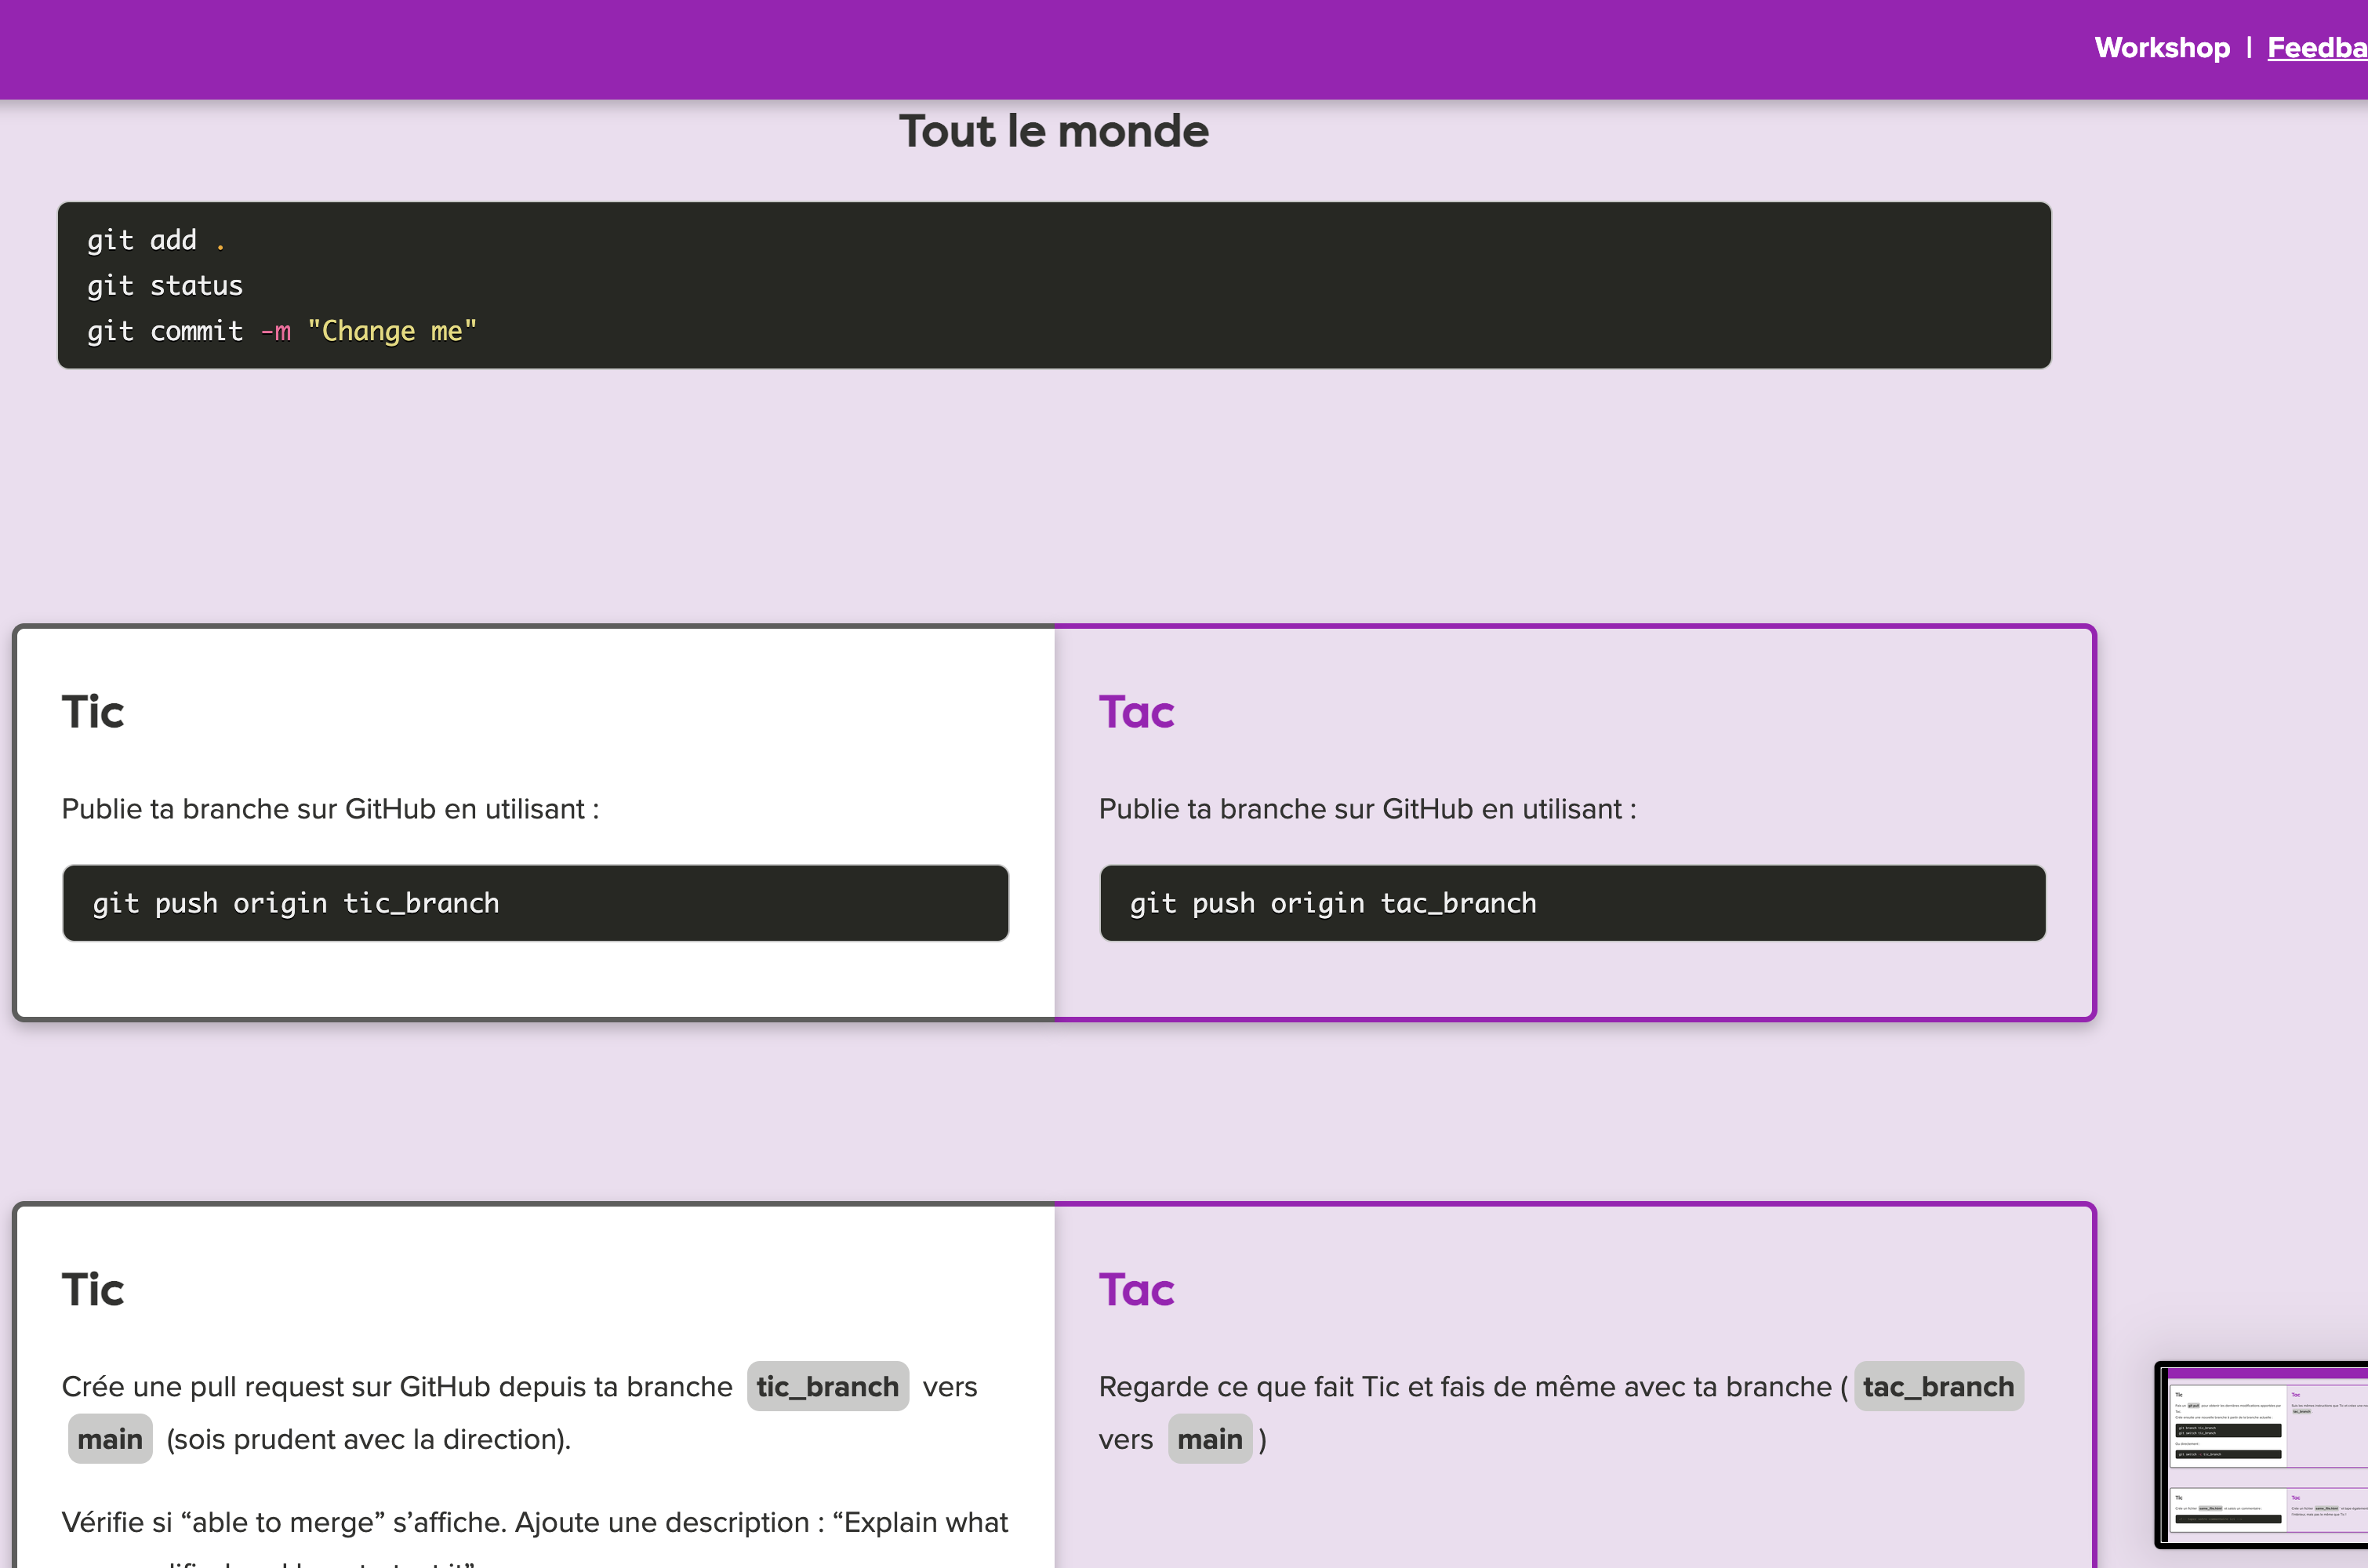 Workshop | Feedba
Tout le monde
git add .
git status
git commit -m "Change me"
Tic
Publie ta branche sur GitHub en utilisant :
git push origin tic_branch
Tac
Publie ta branche sur GitHub en utilisant :
git push origin tac_branch
Tic
Crée une pull request sur GitHub depuis ta branche tic_branch vers
main (sois prudent avec la direction).
Vérifie si “able to merge” s’affiche. Ajoute une description : “Explain what
Tac
Regarde ce que fait Tic et fais de même avec ta branche ( tac_branch
vers main )
Tic
Tac
Tic
Tac